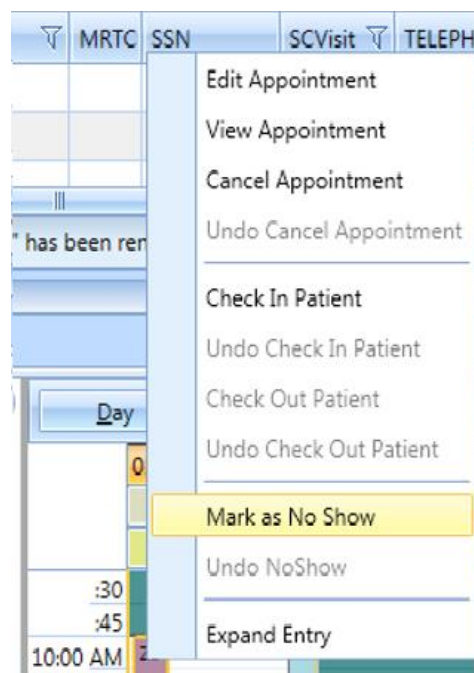 MRTC SSN SCVisit TELEPH
Edit Appointment
View Appointment
Cancel Appointment
Undo Cancel Appointment
" has been ren
Check In Patient
Undo Check In Patient
Check Out Patient
Undo Check Out Patient
Day
Mark as No Show
Undo NoShow
:30
:45
Expand Entry
10:00 AM